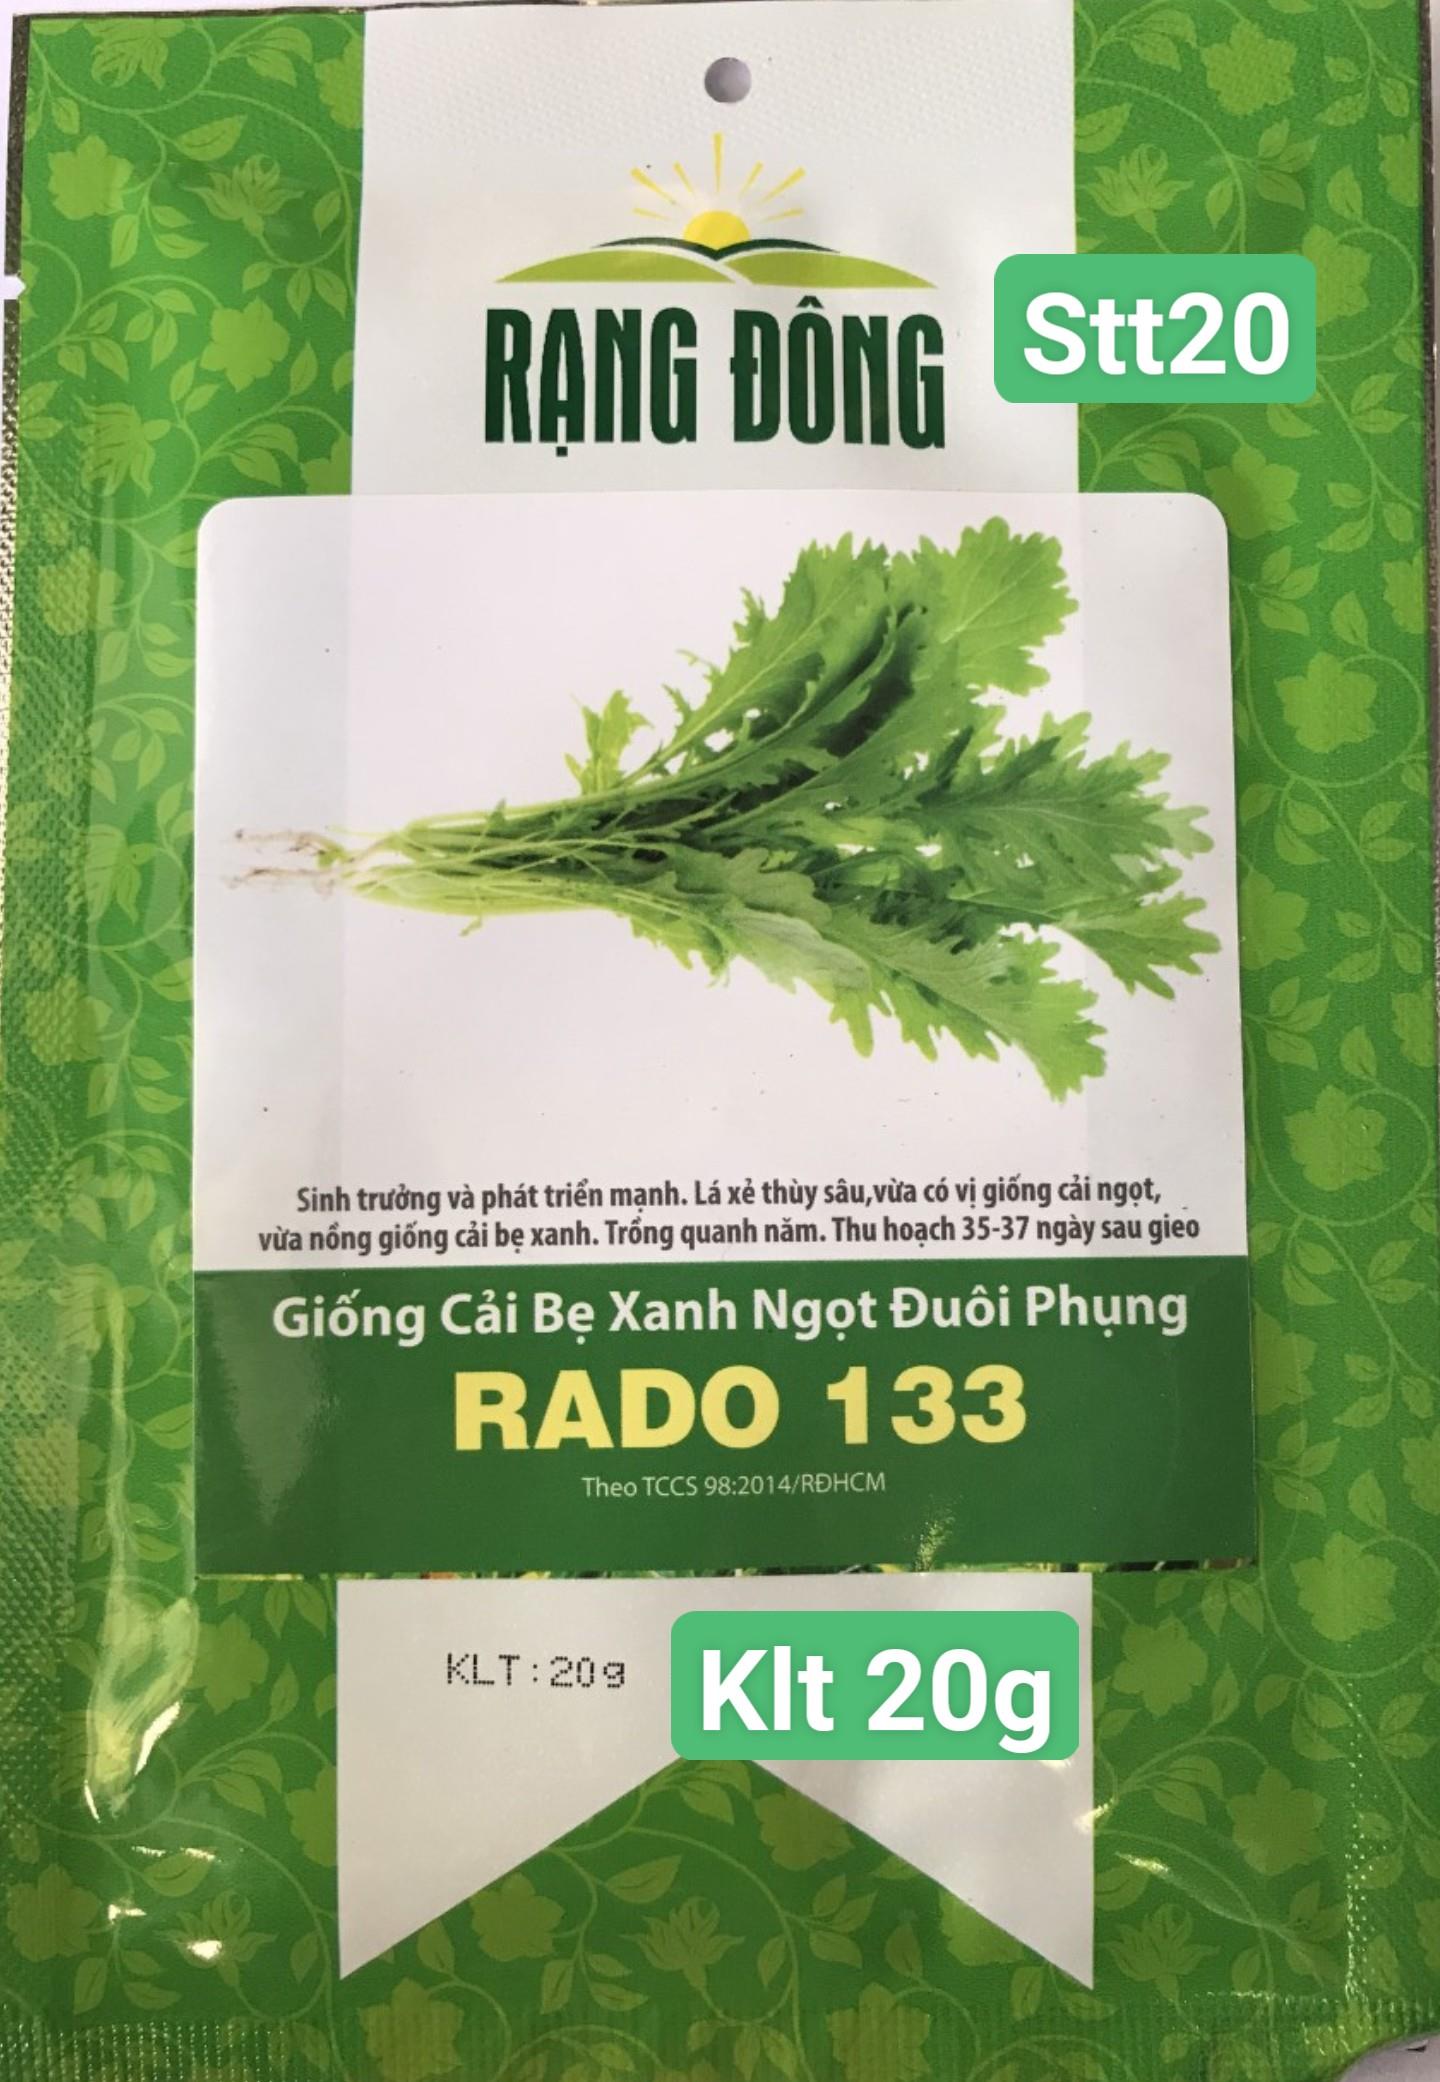 RẠNG ĐÔNG
Stt20
Sinh trưởng và phát triển mạnh. Lá xẻ thùy sâu,vừa có vị giống cải ngọt,
vừa nồng giống cải bẹ xanh. Trồng quanh năm. Thu hoạch 35-37 ngày sau gieo
Giống Cải Bẹ Xanh Ngọt Đuôi Phụng
RADO 133
Theo TCCS 98:2014/RĐHCM
KLT:20g
Klt 20g